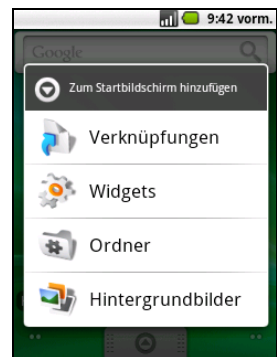 9:42 vorm.
Google
Zum Startbildschirm hinzufügen
Verknüpfungen
Widgets
Ordner
Hintergrundbilder